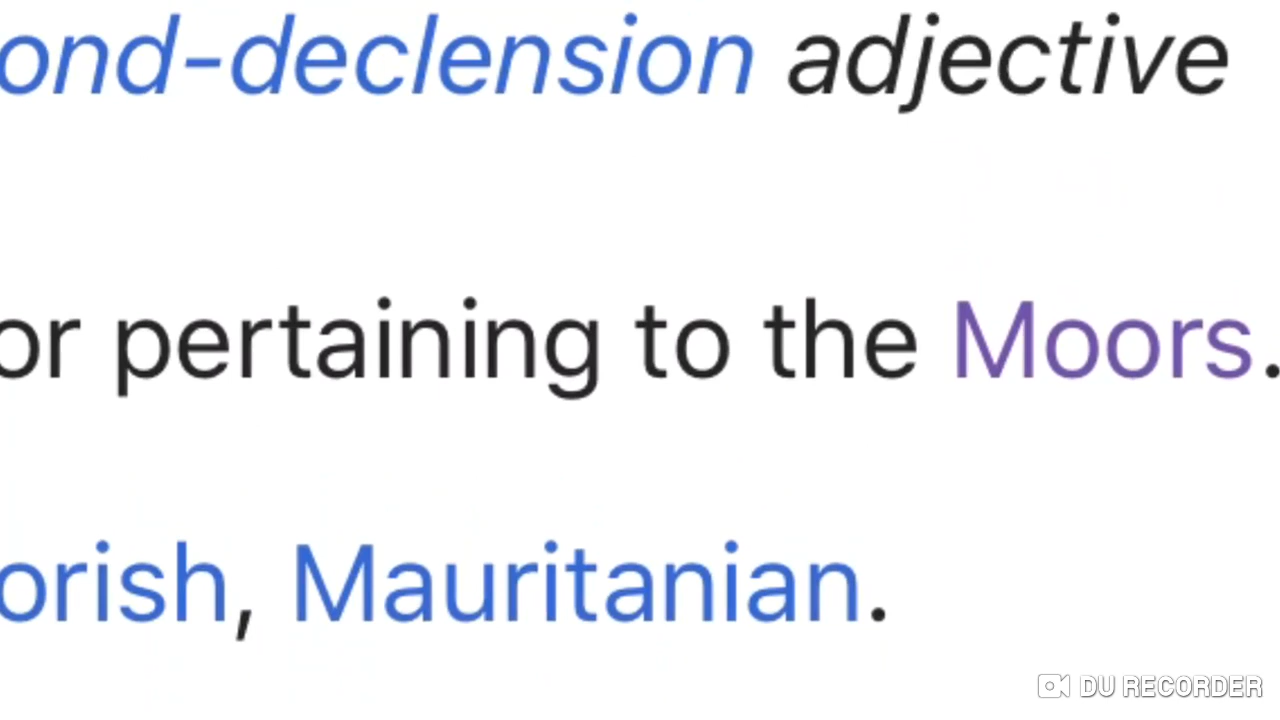 ond-declension adjective
or pertaining to the Moors.
orish, Mauritanian.
DU RECORDER